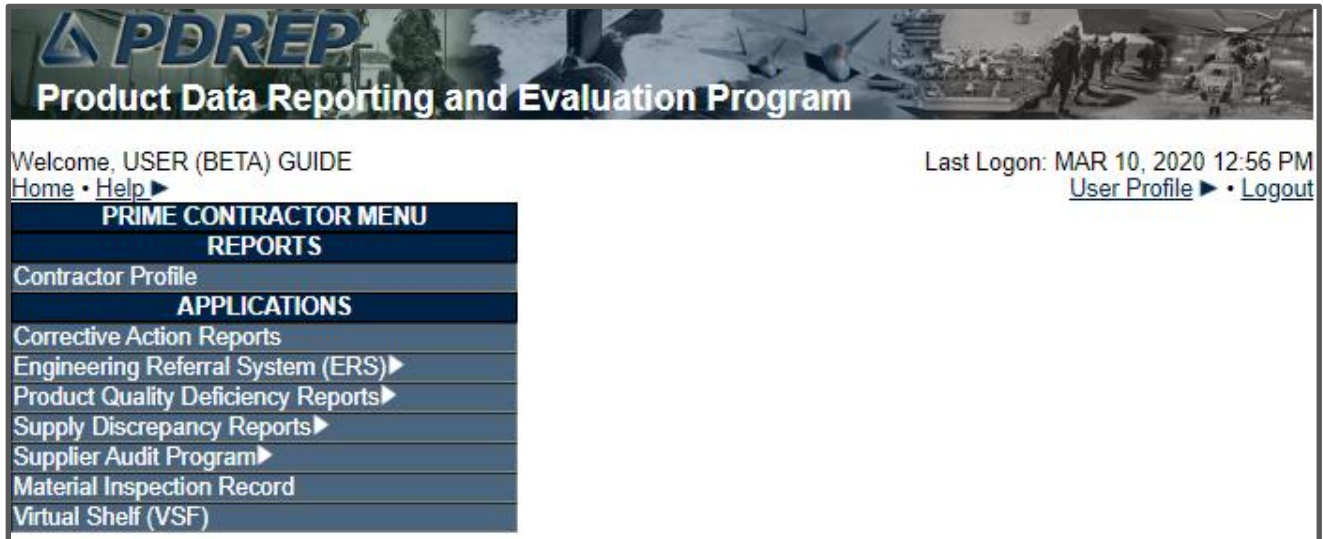 PDREP
Product Data Reporting and Evaluation Program
Welcome, USER (BETA) GUIDE
Last Logon: MAR 10, 2020 12:56 PM
Home • Help ▶
User Profile ▶ • Logout
PRIME CONTRACTOR MENU
REPORTS
Contractor Profile
APPLICATIONS
Corrective Action Reports
Engineering Referral System (ERS)▶
Product Quality Deficiency Reports▶
Supply Discrepancy Reports▶
Supplier Audit Program▶
Material Inspection Record
Virtual Shelf (VSF)